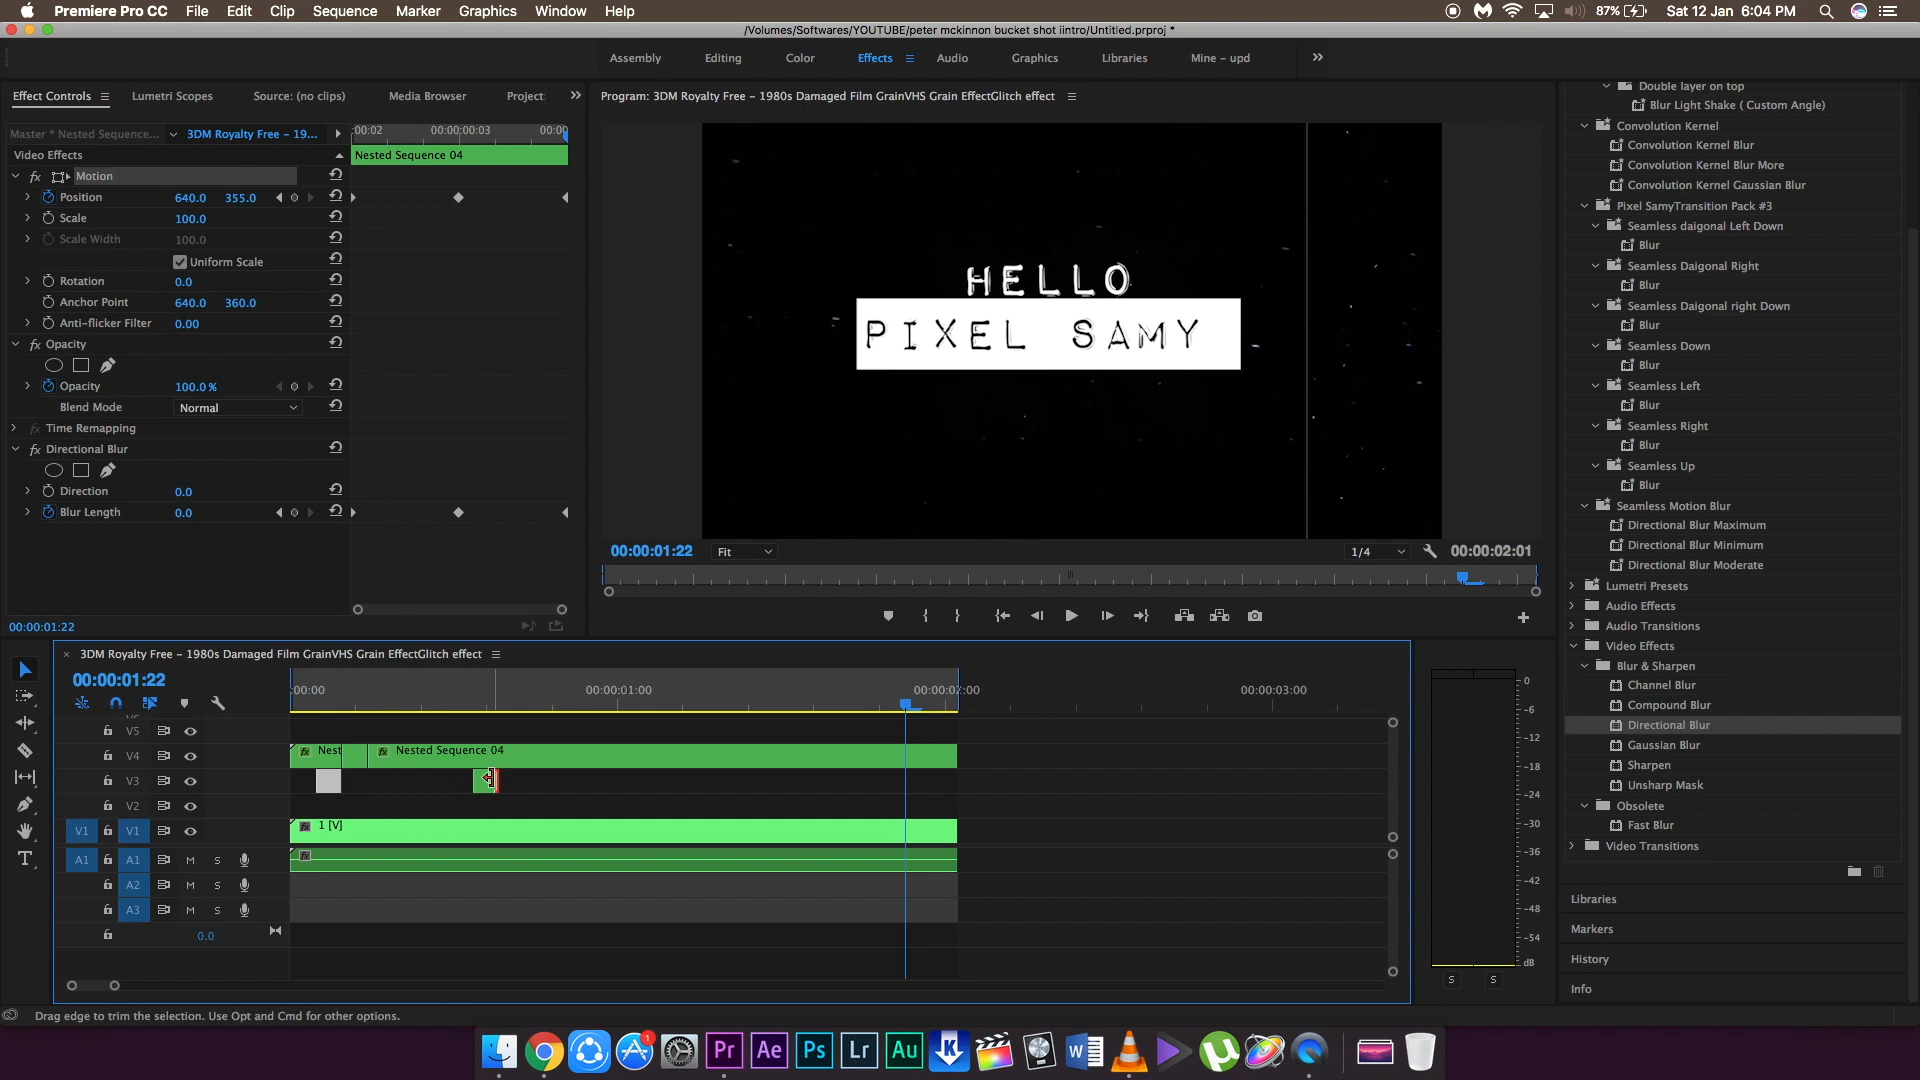 Premiere Pro CC File Edit Clip Sequence Marker Graphics Window Help 87% Sat 12 Jan 6:04 PM
/Volumes/Softwares/YOUTUBE/peter mckinnon bucket shot iintro/Untitled.prproj *
Assembly Editing Color Effects Audio Graphics Libraries Mine - upd
Effect Controls Lumetri Scopes Source: (no clips) Media Browser Project:
Master * Nested Sequence... 3DM Royalty Free - 19...
:00:02 00:00:00:03 00:00
Video Effects
Nested Sequence 04
fx Motion
Position 640.0 355.0
Scale 100.0
Scale Width 100.0
Uniform Scale
Rotation 0.0
Anchor Point 640.0 360.0
Anti-flicker Filter 0.00
fx Opacity
Opacity 100.0 %
Blend Mode Normal
fx Time Remapping
fx Directional Blur
Direction 0.0
Blur Length 0.0
00:00:01:22
Program: 3DM Royalty Free - 1980s Damaged Film GrainVHS Grain EffectGlitch effect
HELLO
PIXEL SAMY
00:00:01:22 Fit 1/4 00:00:02:01
Double layer on top
Blur Light Shake ( Custom Angle)
Convolution Kernel
Convolution Kernel Blur
Convolution Kernel Blur More
Convolution Kernel Gaussian Blur
Pixel SamyTransition Pack #3
Seamless daigonal Left Down
Blur
Seamless Daigonal Right
Blur
Seamless Daigonal right Down
Blur
Seamless Down
Blur
Seamless Left
Blur
Seamless Right
Blur
Seamless Up
Blur
Seamless Motion Blur
Directional Blur Maximum
Directional Blur Minimum
Directional Blur Moderate
Lumetri Presets
Audio Effects
Audio Transitions
Video Effects
Blur & Sharpen
Channel Blur
Compound Blur
Directional Blur
Gaussian Blur
Sharpen
Unsharp Mask
Obsolete
Fast Blur
Video Transitions
Libraries
Markers
History
Info
3DM Royalty Free - 1980s Damaged Film GrainVHS Grain EffectGlitch effect
00:00:01:22
:00:00 00:00:01:00 00:00:02:00 00:00:03:00
V5
V4 fx Nest fx Nested Sequence 04
V3
V2
V1 V1 fx 1 [V]
A1 A1 M S fx
A2 M S
A3 M S
0.0
0
-6
-12
-18
-24
-30
-36
-42
-48
-54
dB
S S
Drag edge to trim the selection. Use Opt and Cmd for other options.
1
Pr Ae Ps Lr Au K W